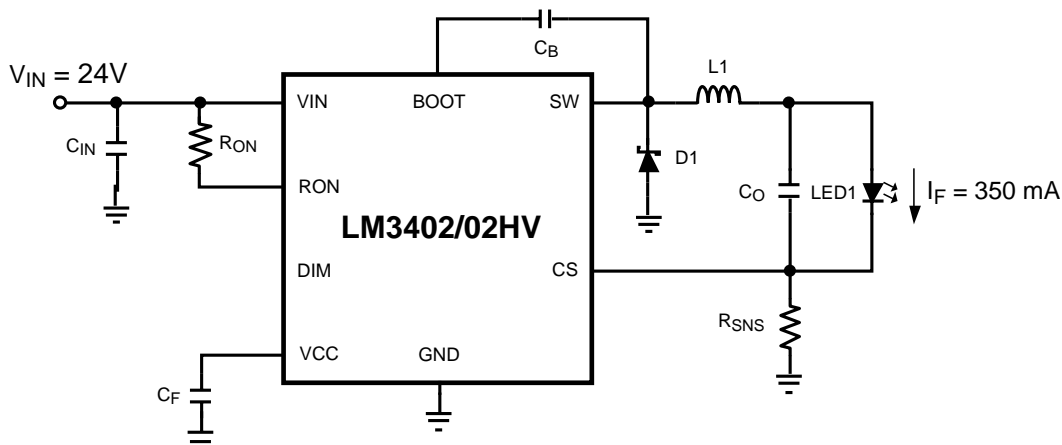 CB
VIN = 24V
L1
VIN
BOOT
SW
CIN
RON
D1
RON
CO
LED1
IF = 350 mA
LM3402/02HV
DIM
CS
RSNS
VCC
GND
CF